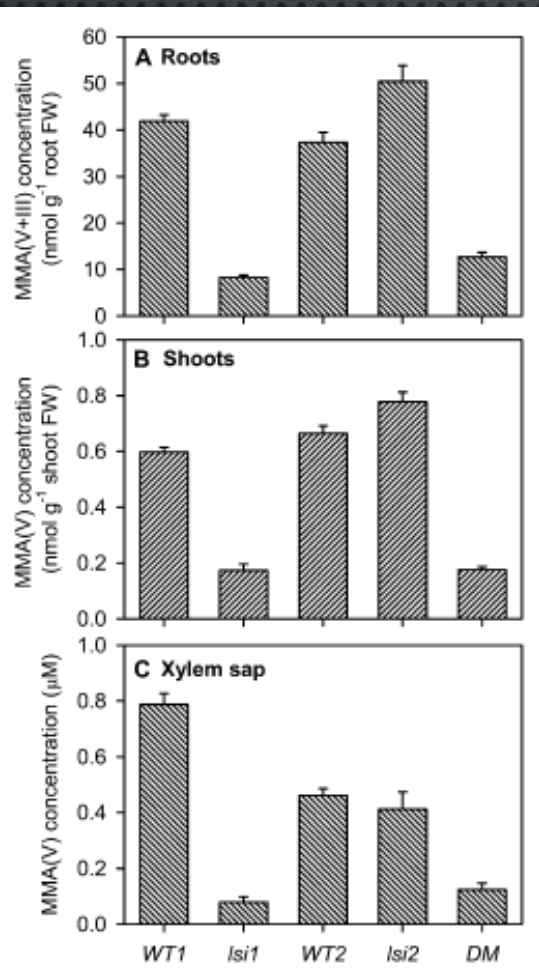 A Roots
MMA(V+III) concentration
(nmol g⁻¹ root FW)
60
50
40
30
20
10
0
B Shoots
MMA(V) concentration
(nmol g⁻¹ shoot FW)
1.0
0.8
0.6
0.4
0.2
0.0
C Xylem sap
MMA(V) concentration (µM)
1.0
0.8
0.6
0.4
0.2
0.0
WT1 lsi1 WT2 lsi2 DM